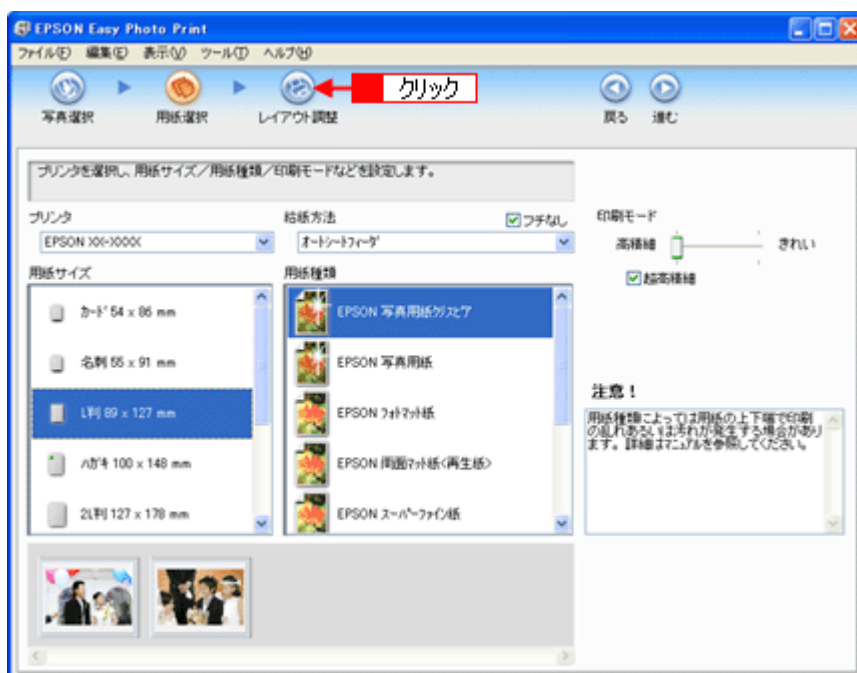 EPSON Easy Photo Print
ファイル(F) 編集(E) 表示(V) ツール(T) ヘルプ(H)
クリック
写真選択 用紙選択 レイアウト調整 戻る 進む
プリンタを選択し、用紙サイズ/用紙種類/印刷モードなどを設定します。
プリンタ 給紙方法 フチなし 印刷モード
EPSON XX-XXXX オートシートフィーダ 高精細 きれい
超高精細
用紙サイズ 用紙種類
カード 54 x 86 mm EPSON 写真用紙クリスピア
名刺 55 x 91 mm EPSON 写真用紙
L判 89 x 127 mm EPSON フォトマット紙
ハガキ 100 x 148 mm EPSON 両面マット紙<再生紙>
2L判 127 x 178 mm EPSON スーパーファイン紙
注意!
用紙種類によっては用紙の上下端で印刷
の乱れあるいは汚れが発生する場合があり
ます。詳細はマニュアルを参照してください。